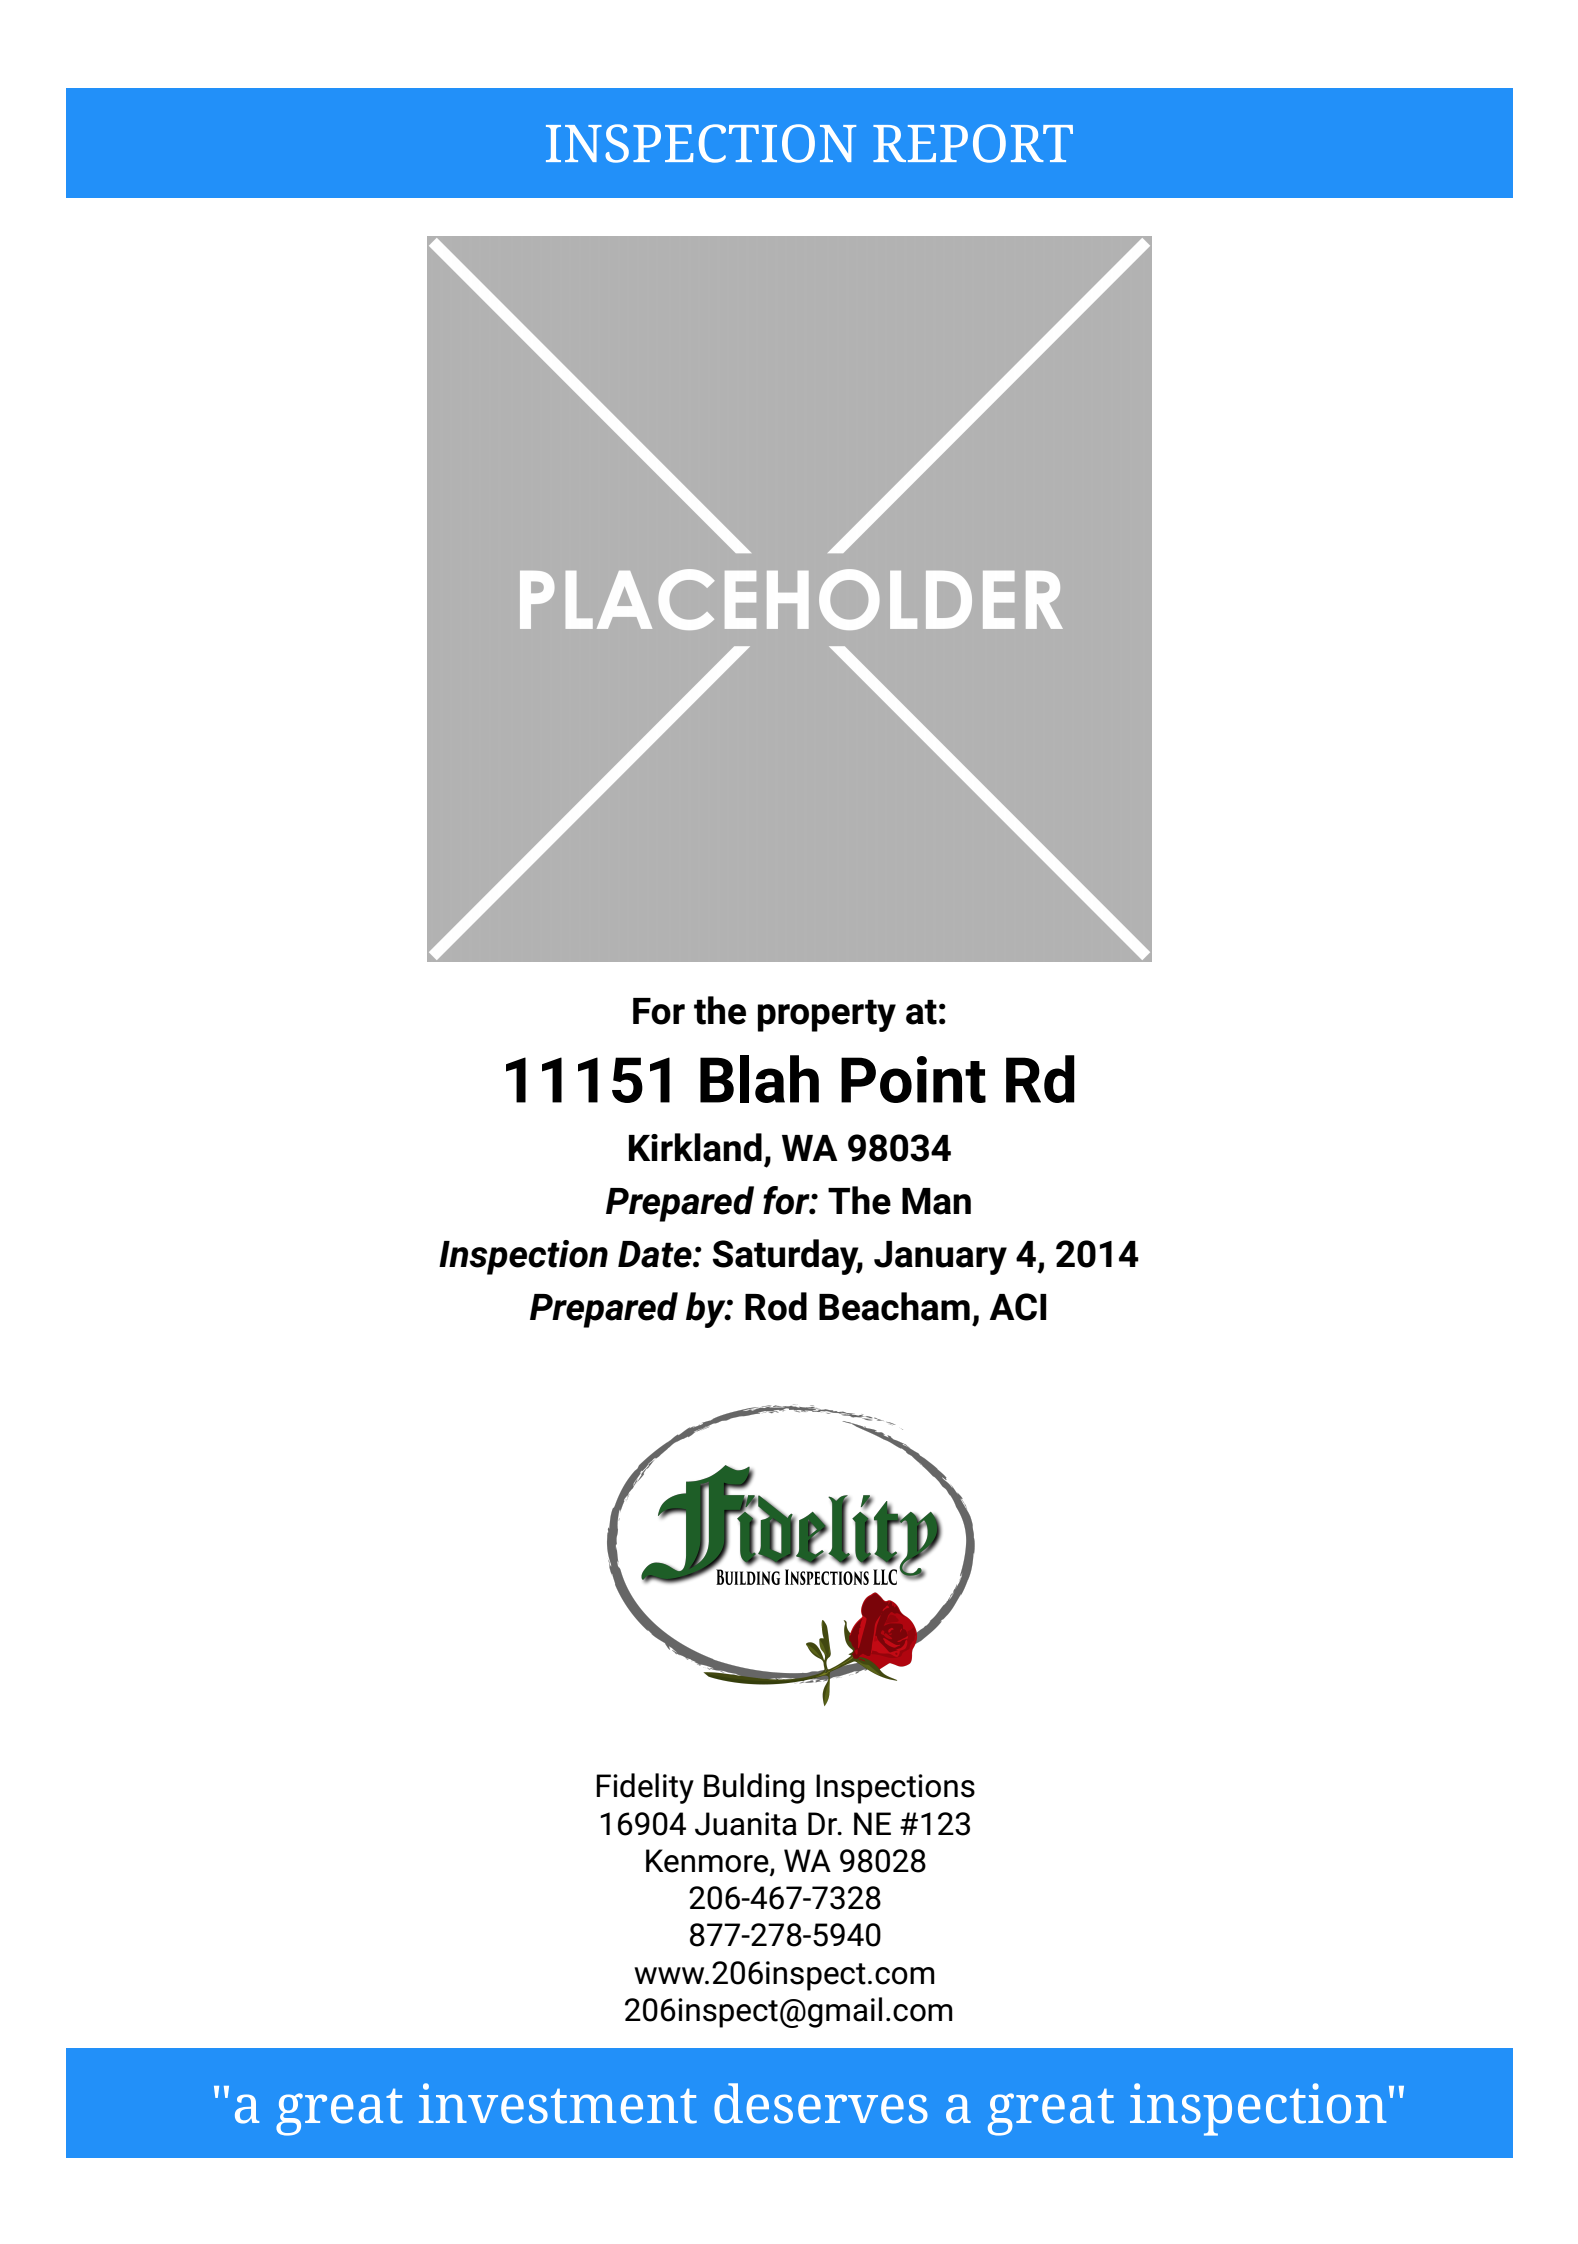 INSPECTION REPORT
PLACEHOLDER
For the property at:
11151 Blah Point Rd
Kirkland, WA 98034
Prepared for: The Man
Inspection Date: Saturday, January 4, 2014
Prepared by: Rod Beacham, ACI
Fidelity
BUILDING INSPECTIONS LLC
Fidelity Bulding Inspections
16904 Juanita Dr. NE #123
Kenmore, WA 98028
206-467-7328
877-278-5940
www.206inspect.com
206inspect@gmail.com
"a great investment deserves a great inspection"